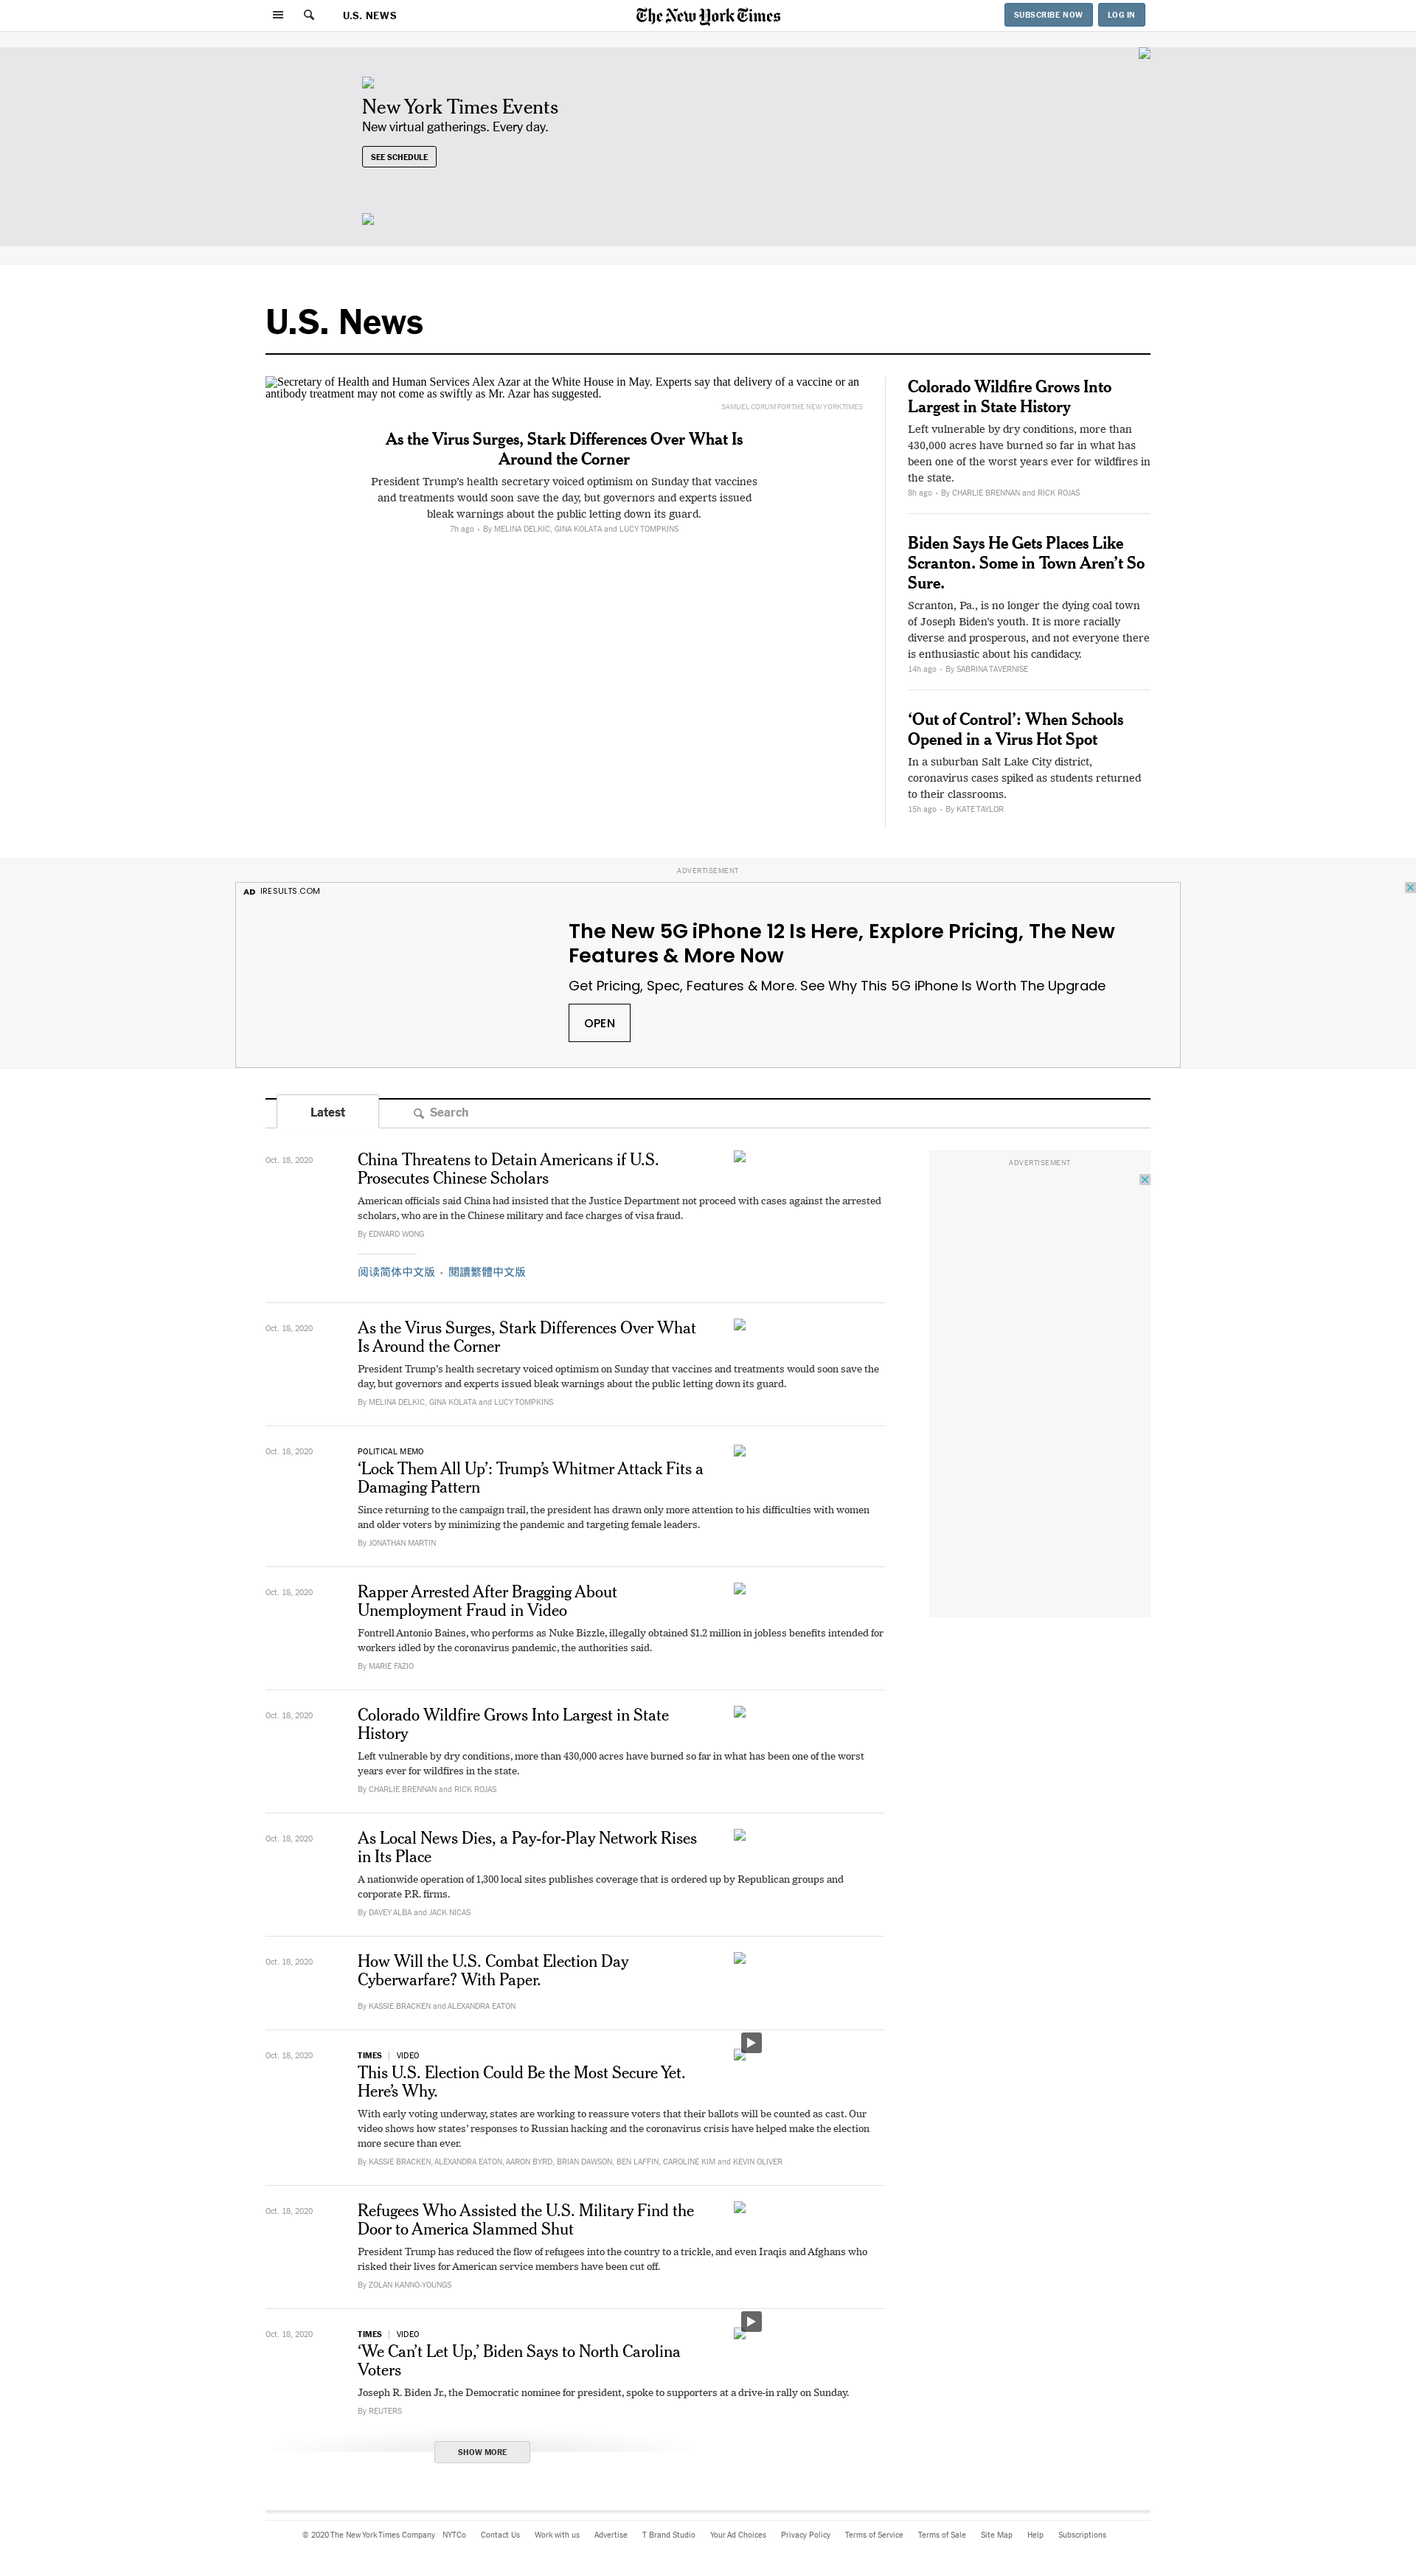 U.S. NEWS
The New York Times
SUBSCRIBE NOW
LOG IN
New York Times Events
New virtual gatherings. Every day.
SEE SCHEDULE
U.S. News
Secretary of Health and Human Services Alex Azar at the White House in May. Experts say that delivery of a vaccine or an
antibody treatment may not come as swiftly as Mr. Azar has suggested.
SAMUEL CORUM FOR THE NEW YORK TIMES
As the Virus Surges, Stark Differences Over What Is
Around the Corner
President Trump’s health secretary voiced optimism on Sunday that vaccines
and treatments would soon save the day, but governors and experts issued
bleak warnings about the public letting down its guard.
7h ago • By MELINA DELKIC, GINA KOLATA and LUCY TOMPKINS
Colorado Wildfire Grows Into
Largest in State History
Left vulnerable by dry conditions, more than
430,000 acres have burned so far in what has
been one of the worst years ever for wildfires in
the state.
8h ago • By CHARLIE BRENNAN and RICK ROJAS
Biden Says He Gets Places Like
Scranton. Some in Town Aren’t So
Sure.
Scranton, Pa., is no longer the dying coal town
of Joseph Biden’s youth. It is more racially
diverse and prosperous, and not everyone there
is enthusiastic about his candidacy.
14h ago • By SABRINA TAVERNISE
‘Out of Control’: When Schools
Opened in a Virus Hot Spot
In a suburban Salt Lake City district,
coronavirus cases spiked as students returned
to their classrooms.
15h ago • By KATE TAYLOR
ADVERTISEMENT
AD IRESULTS.COM
The New 5G iPhone 12 Is Here, Explore Pricing, The New
Features & More Now
Get Pricing, Spec, Features & More. See Why This 5G iPhone Is Worth The Upgrade
OPEN
Latest
Search
ADVERTISEMENT
Oct. 18, 2020
China Threatens to Detain Americans if U.S.
Prosecutes Chinese Scholars
American officials said China had insisted that the Justice Department not proceed with cases against the arrested
scholars, who are in the Chinese military and face charges of visa fraud.
By EDWARD WONG
阅读简体中文版 • 閱讀繁體中文版
Oct. 18, 2020
As the Virus Surges, Stark Differences Over What
Is Around the Corner
President Trump’s health secretary voiced optimism on Sunday that vaccines and treatments would soon save the
day, but governors and experts issued bleak warnings about the public letting down its guard.
By MELINA DELKIC, GINA KOLATA and LUCY TOMPKINS
Oct. 18, 2020
POLITICAL MEMO
‘Lock Them All Up’: Trump’s Whitmer Attack Fits a
Damaging Pattern
Since returning to the campaign trail, the president has drawn only more attention to his difficulties with women
and older voters by minimizing the pandemic and targeting female leaders.
By JONATHAN MARTIN
Oct. 18, 2020
Rapper Arrested After Bragging About
Unemployment Fraud in Video
Fontrell Antonio Baines, who performs as Nuke Bizzle, illegally obtained $1.2 million in jobless benefits intended for
workers idled by the coronavirus pandemic, the authorities said.
By MARIE FAZIO
Oct. 18, 2020
Colorado Wildfire Grows Into Largest in State
History
Left vulnerable by dry conditions, more than 430,000 acres have burned so far in what has been one of the worst
years ever for wildfires in the state.
By CHARLIE BRENNAN and RICK ROJAS
Oct. 18, 2020
As Local News Dies, a Pay-for-Play Network Rises
in Its Place
A nationwide operation of 1,300 local sites publishes coverage that is ordered up by Republican groups and
corporate P.R. firms.
By DAVEY ALBA and JACK NICAS
Oct. 18, 2020
How Will the U.S. Combat Election Day
Cyberwarfare? With Paper.
By KASSIE BRACKEN and ALEXANDRA EATON
Oct. 18, 2020
TIMES | VIDEO
This U.S. Election Could Be the Most Secure Yet.
Here’s Why.
With early voting underway, states are working to reassure voters that their ballots will be counted as cast. Our
video shows how states’ responses to Russian hacking and the coronavirus crisis have helped make the election
more secure than ever.
By KASSIE BRACKEN, ALEXANDRA EATON, AARON BYRD, BRIAN DAWSON, BEN LAFFIN, CAROLINE KIM and KEVIN OLIVER
Oct. 18, 2020
Refugees Who Assisted the U.S. Military Find the
Door to America Slammed Shut
President Trump has reduced the flow of refugees into the country to a trickle, and even Iraqis and Afghans who
risked their lives for American service members have been cut off.
By ZOLAN KANNO-YOUNGS
Oct. 18, 2020
TIMES | VIDEO
‘We Can’t Let Up,’ Biden Says to North Carolina
Voters
Joseph R. Biden Jr., the Democratic nominee for president, spoke to supporters at a drive-in rally on Sunday.
By REUTERS
SHOW MORE
© 2020 The New York Times Company NYTCo Contact Us Work with us Advertise T Brand Studio Your Ad Choices Privacy Policy Terms of Service Terms of Sale Site Map Help Subscriptions